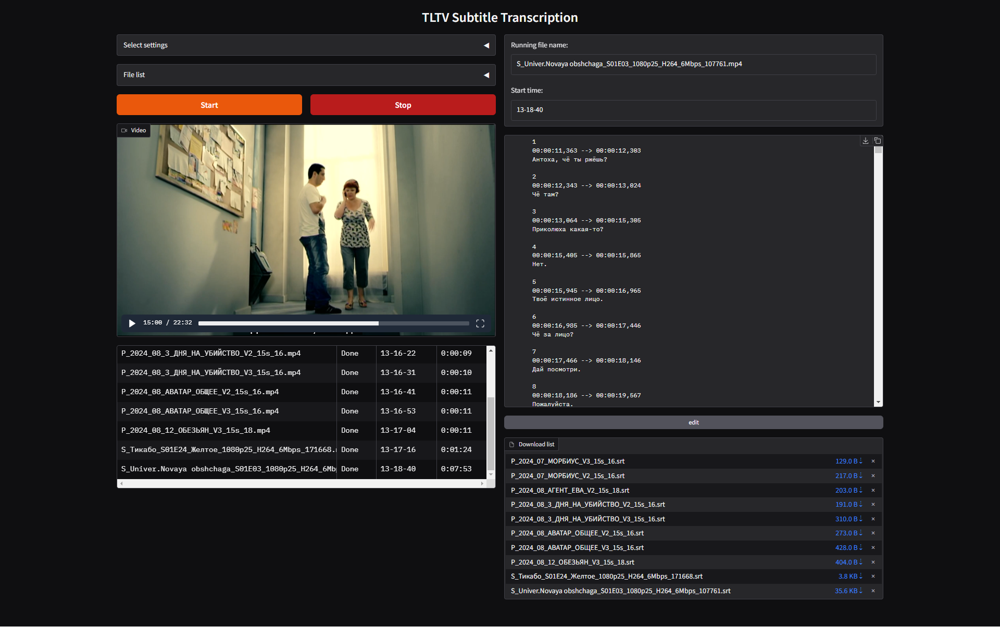 TLTV Subtitle Transcription
Select settings
File list
Start
Stop
Video
15:00 / 22:32
P_2024_08_3_ДНЯ_НА_УБИЙСТВО_V2_15s_16.mp4 Done 13-16-22 0:00:09
P_2024_08_3_ДНЯ_НА_УБИЙСТВО_V3_15s_16.mp4 Done 13-16-31 0:00:10
P_2024_08_АВАТАР_ОБЩЕЕ_V2_15s_16.mp4 Done 13-16-41 0:00:11
P_2024_08_АВАТАР_ОБЩЕЕ_V3_15s_16.mp4 Done 13-16-53 0:00:11
P_2024_08_12_ОБЕЗЬЯН_V3_15s_18.mp4 Done 13-17-04 0:00:11
S_Тикабо_S01E24_Желтое_1080p25_H264_6Mbps_171668. Done 13-17-16 0:01:24
S_Univer.Novaya obshchaga_S01E03_1080p25_H264_6Mb Done 13-18-40 0:07:53
Running file name:
S_Univer.Novaya obshchaga_S01E03_1080p25_H264_6Mbps_107761.mp4
Start time:
13-18-40
1
00:00:11,363 --> 00:00:12,303
Антоха, чё ты ржёшь?
2
00:00:12,343 --> 00:00:13,024
Чё там?
3
00:00:13,064 --> 00:00:15,305
Приколюха какая-то?
4
00:00:15,405 --> 00:00:15,865
Нет.
5
00:00:15,945 --> 00:00:16,965
Твоё истинное лицо.
6
00:00:16,985 --> 00:00:17,446
Чё за лицо?
7
00:00:17,466 --> 00:00:18,146
Дай посмотри.
8
00:00:18,186 --> 00:00:19,567
Пожалуйста.
edit
Download list
P_2024_07_МОРБИУС_V3_15s_16.srt 129.0 B
P_2024_07_МОРБИУС_V2_15s_16.srt 217.0 B
P_2024_08_АГЕНТ_ЕВА_V2_15s_18.srt 203.0 B
P_2024_08_3_ДНЯ_НА_УБИЙСТВО_V2_15s_16.srt 191.0 B
P_2024_08_3_ДНЯ_НА_УБИЙСТВО_V3_15s_16.srt 310.0 B
P_2024_08_АВАТАР_ОБЩЕЕ_V2_15s_16.srt 273.0 B
P_2024_08_АВАТАР_ОБЩЕЕ_V3_15s_16.srt 428.0 B
P_2024_08_12_ОБЕЗЬЯН_V3_15s_18.srt 404.0 B
S_Тикабо_S01E24_Желтое_1080p25_H264_6Mbps_171668.srt 3.8 KB
S_Univer.Novaya obshchaga_S01E03_1080p25_H264_6Mbps_107761.srt 35.6 KB